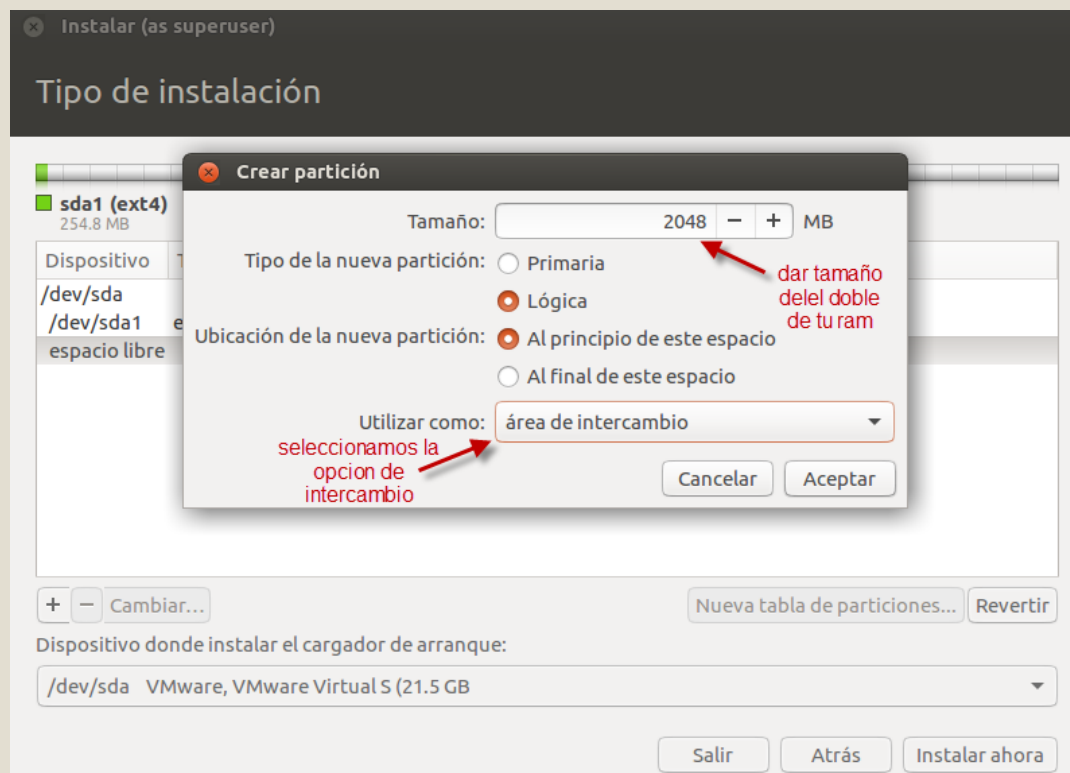 Instalar (as superuser)
Tipo de instalación
Crear partición
sda1 (ext4)
254.8 MB
Tamaño: 2048 − + MB
Tipo de la nueva partición: Primaria
Lógica
dar tamaño
delel doble
de tu ram
Ubicación de la nueva partición: Al principio de este espacio
Al final de este espacio
Utilizar como: área de intercambio
seleccionamos la
opcion de
intercambio
Cancelar Aceptar
Dispositivo T
/dev/sda
/dev/sda1 e
espacio libre
+ − Cambiar... Nueva tabla de particiones... Revertir
Dispositivo donde instalar el cargador de arranque:
/dev/sda VMware, VMware Virtual S (21.5 GB
Salir Atrás Instalar ahora